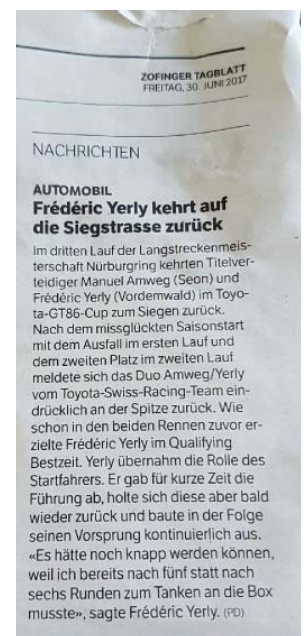 ZOFINGER TAGBLATT
FREITAG, 30. JUNI 2017
NACHRICHTEN
AUTOMOBIL
Frédéric Yerly kehrt auf
die Siegstrasse zurück
Im dritten Lauf der Langstreckenmeis-
terschaft Nürburgring kehrten Titelver-
teidiger Manuel Amweg (Seon) und
Frédéric Yerly (Vordemwald) im Toyo-
ta-GT86-Cup zum Siegen zurück.
Nach dem missglückten Saisonstart
mit dem Ausfall im ersten Lauf und
dem zweiten Platz im zweiten Lauf
meldete sich das Duo Amweg/Yerly
vom Toyota-Swiss-Racing-Team ein-
drücklich an der Spitze zurück. Wie
schon in den beiden Rennen zuvor er-
zielte Frédéric Yerly im Qualifying
Bestzeit. Yerly übernahm die Rolle des
Startfahrers. Er gab für kurze Zeit die
Führung ab, holte sich diese aber bald
wieder zurück und baute in der Folge
seinen Vorsprung kontinuierlich aus.
«Es hätte noch knapp werden können,
weil ich bereits nach fünf statt nach
sechs Runden zum Tanken an die Box
musste», sagte Frédéric Yerly. (PD)